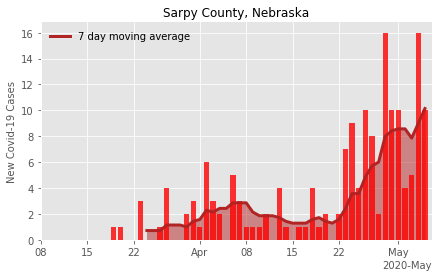 Sarpy County, Nebraska
7 day moving average
New Covid-19 Cases
16
14
12
10
8
6
4
2
0
08 15 22 Apr 08 15 22 May
2020-May